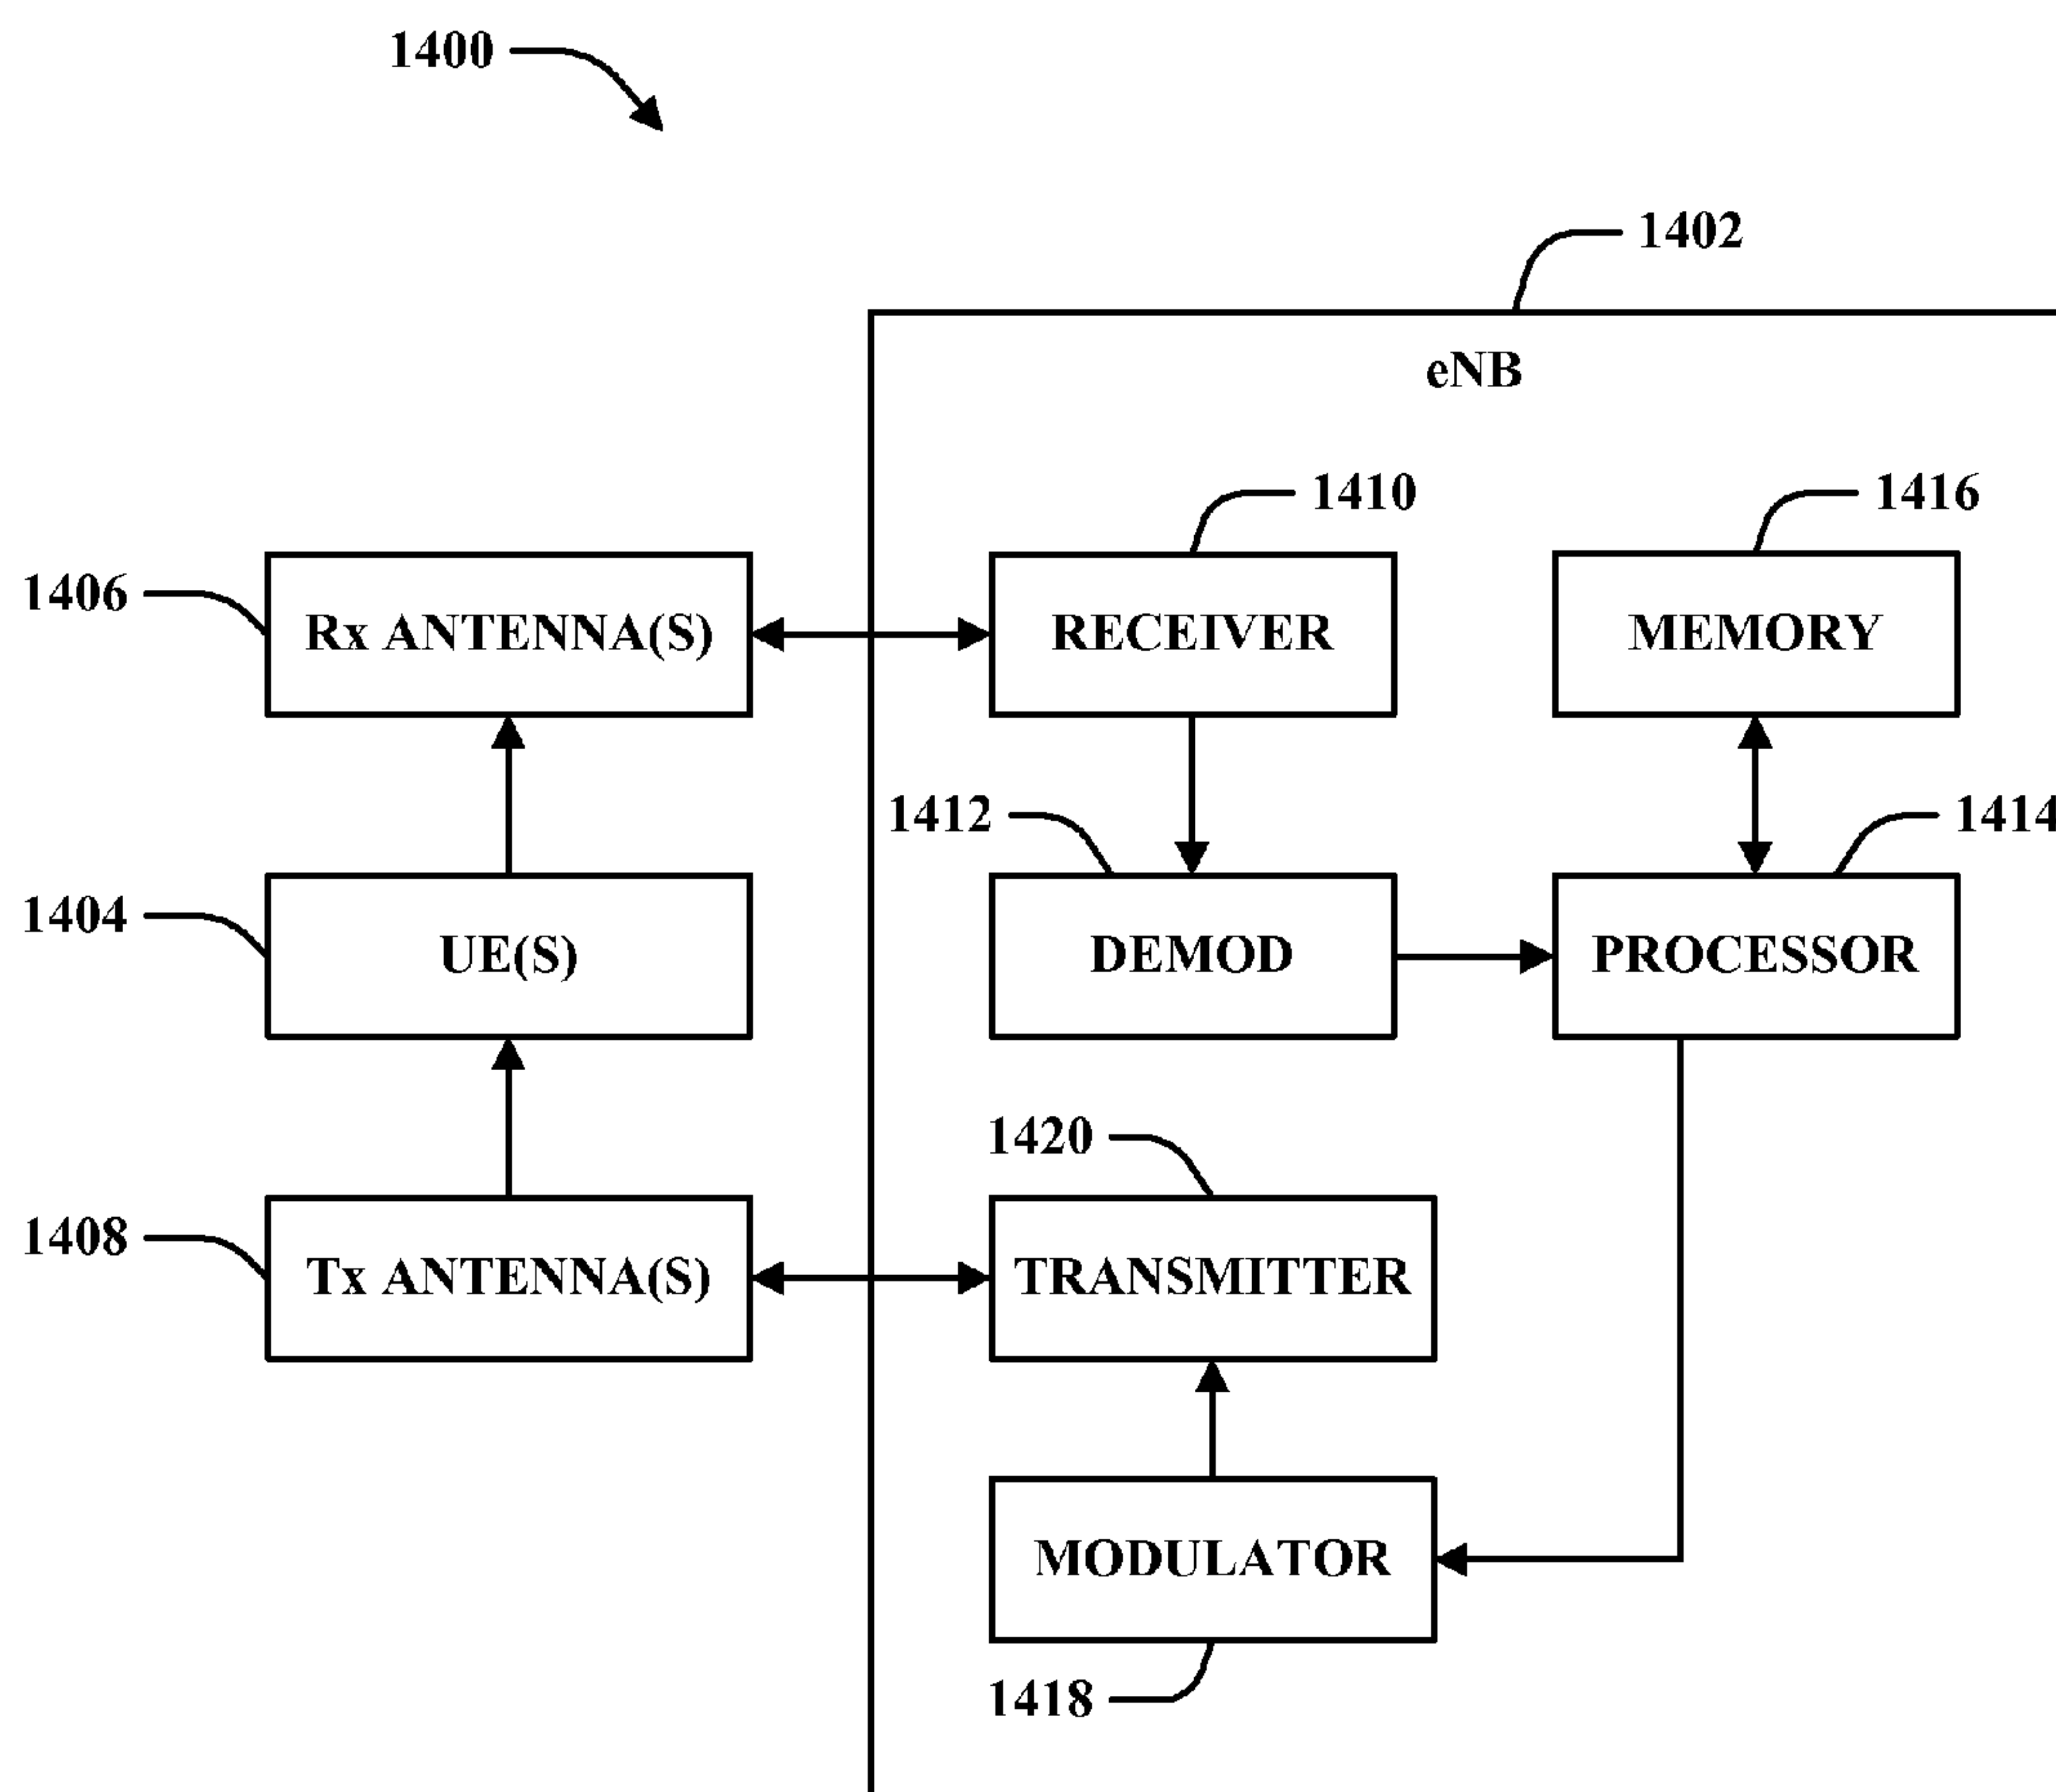 1400
1402
eNB
1410
1416
1406
Rx ANTENNA(S)
RECEIVER
MEMORY
1412
1414
1404
UE(S)
DEMOD
PROCESSOR
1420
1408
Tx ANTENNA(S)
TRANSMITTER
MODULATOR
1418